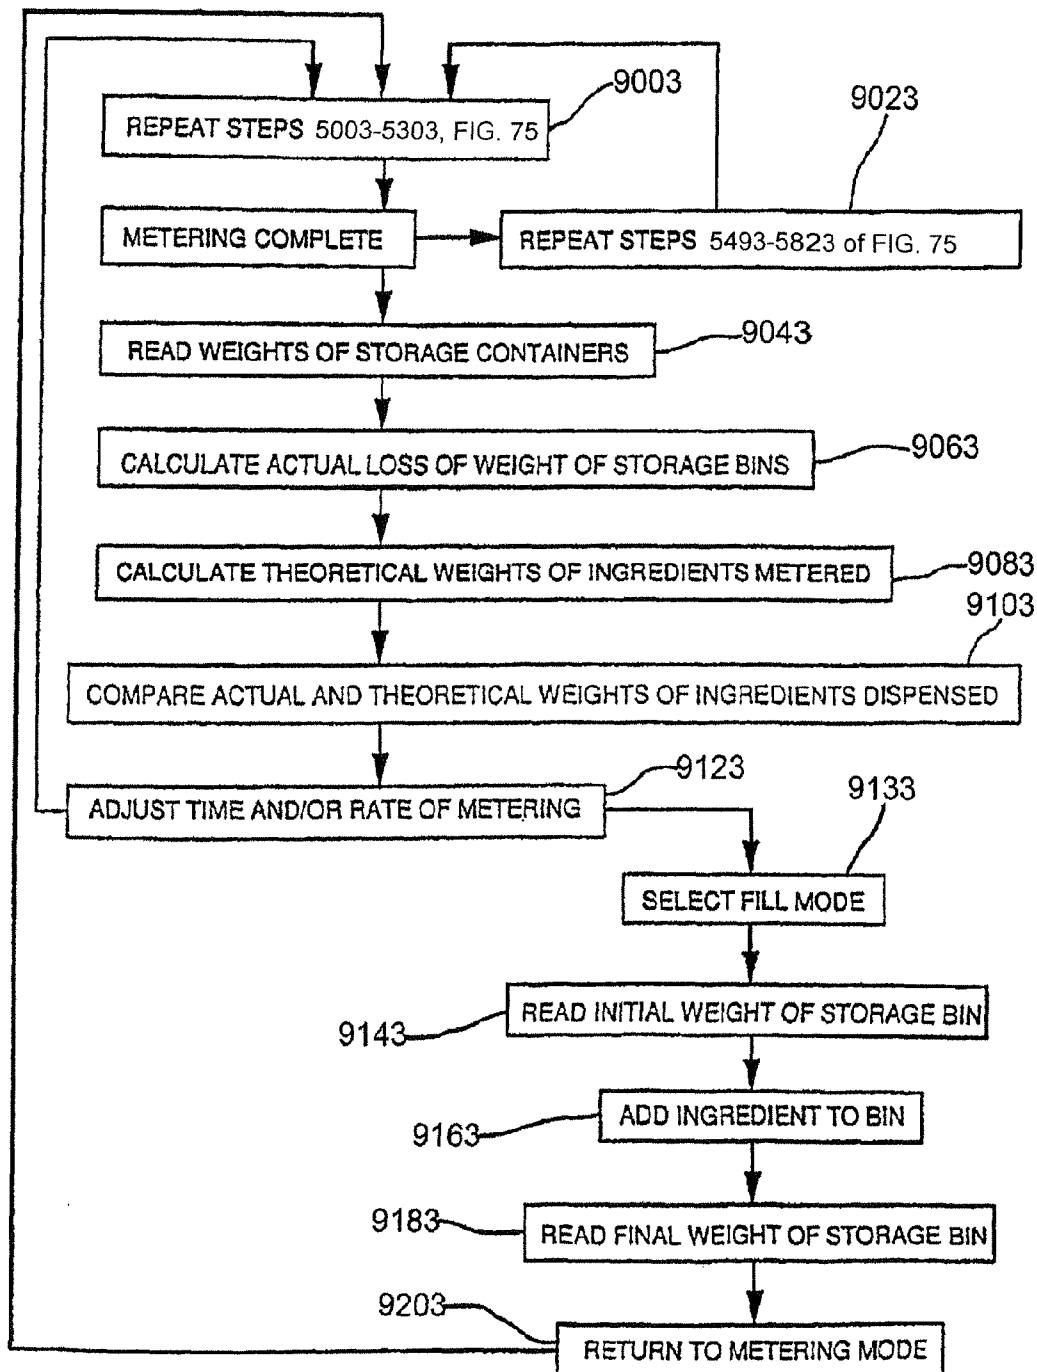 9003
REPEAT STEPS 5003-5303, FIG. 75
9023
METERING COMPLETE
REPEAT STEPS 5493-5823 of FIG. 75
READ WEIGHTS OF STORAGE CONTAINERS
9043
CALCULATE ACTUAL LOSS OF WEIGHT OF STORAGE BINS
9063
CALCULATE THEORETICAL WEIGHTS OF INGREDIENTS METERED
9083
9103
COMPARE ACTUAL AND THEORETICAL WEIGHTS OF INGREDIENTS DISPENSED
9123
ADJUST TIME AND/OR RATE OF METERING
9133
SELECT FILL MODE
READ INITIAL WEIGHT OF STORAGE BIN
9143
ADD INGREDIENT TO BIN
9163
9183
READ FINAL WEIGHT OF STORAGE BIN
9203
RETURN TO METERING MODE